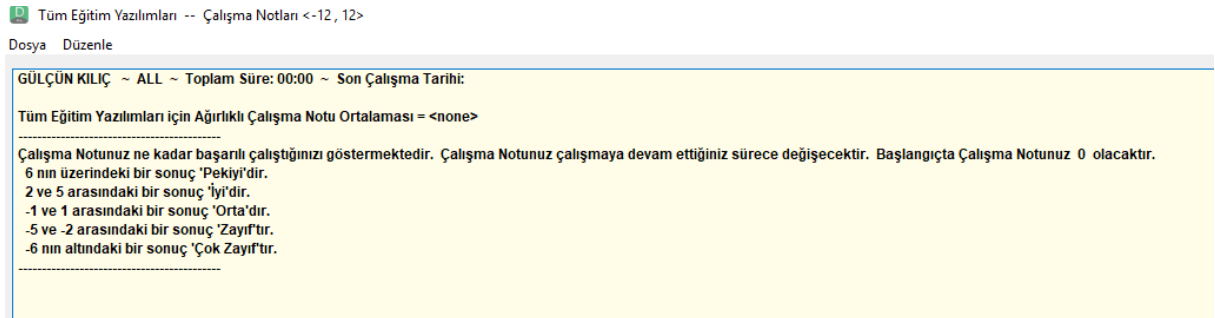 Tüm Eğitim Yazılımları -- Çalışma Notları <-12 , 12>
Dosya Düzenle
GÜLÇÜN KILIÇ ~ ALL ~ Toplam Süre: 00:00 ~ Son Çalışma Tarihi:
Tüm Eğitim Yazılımları için Ağırlıklı Çalışma Notu Ortalaması = <none>
-------------------------------------------
Çalışma Notunuz ne kadar başarılı çalıştığınızı göstermektedir. Çalışma Notunuz çalışmaya devam ettiğiniz sürece değişecektir. Başlangıçta Çalışma Notunuz 0 olacaktır.
6 nın üzerindeki bir sonuç 'Pekiyi'dir.
2 ve 5 arasındaki bir sonuç 'İyi'dir.
-1 ve 1 arasındaki bir sonuç 'Orta'dır.
-5 ve -2 arasındaki bir sonuç 'Zayıf'tır.
-6 nın altındaki bir sonuç 'Çok Zayıf'tır.
-------------------------------------------